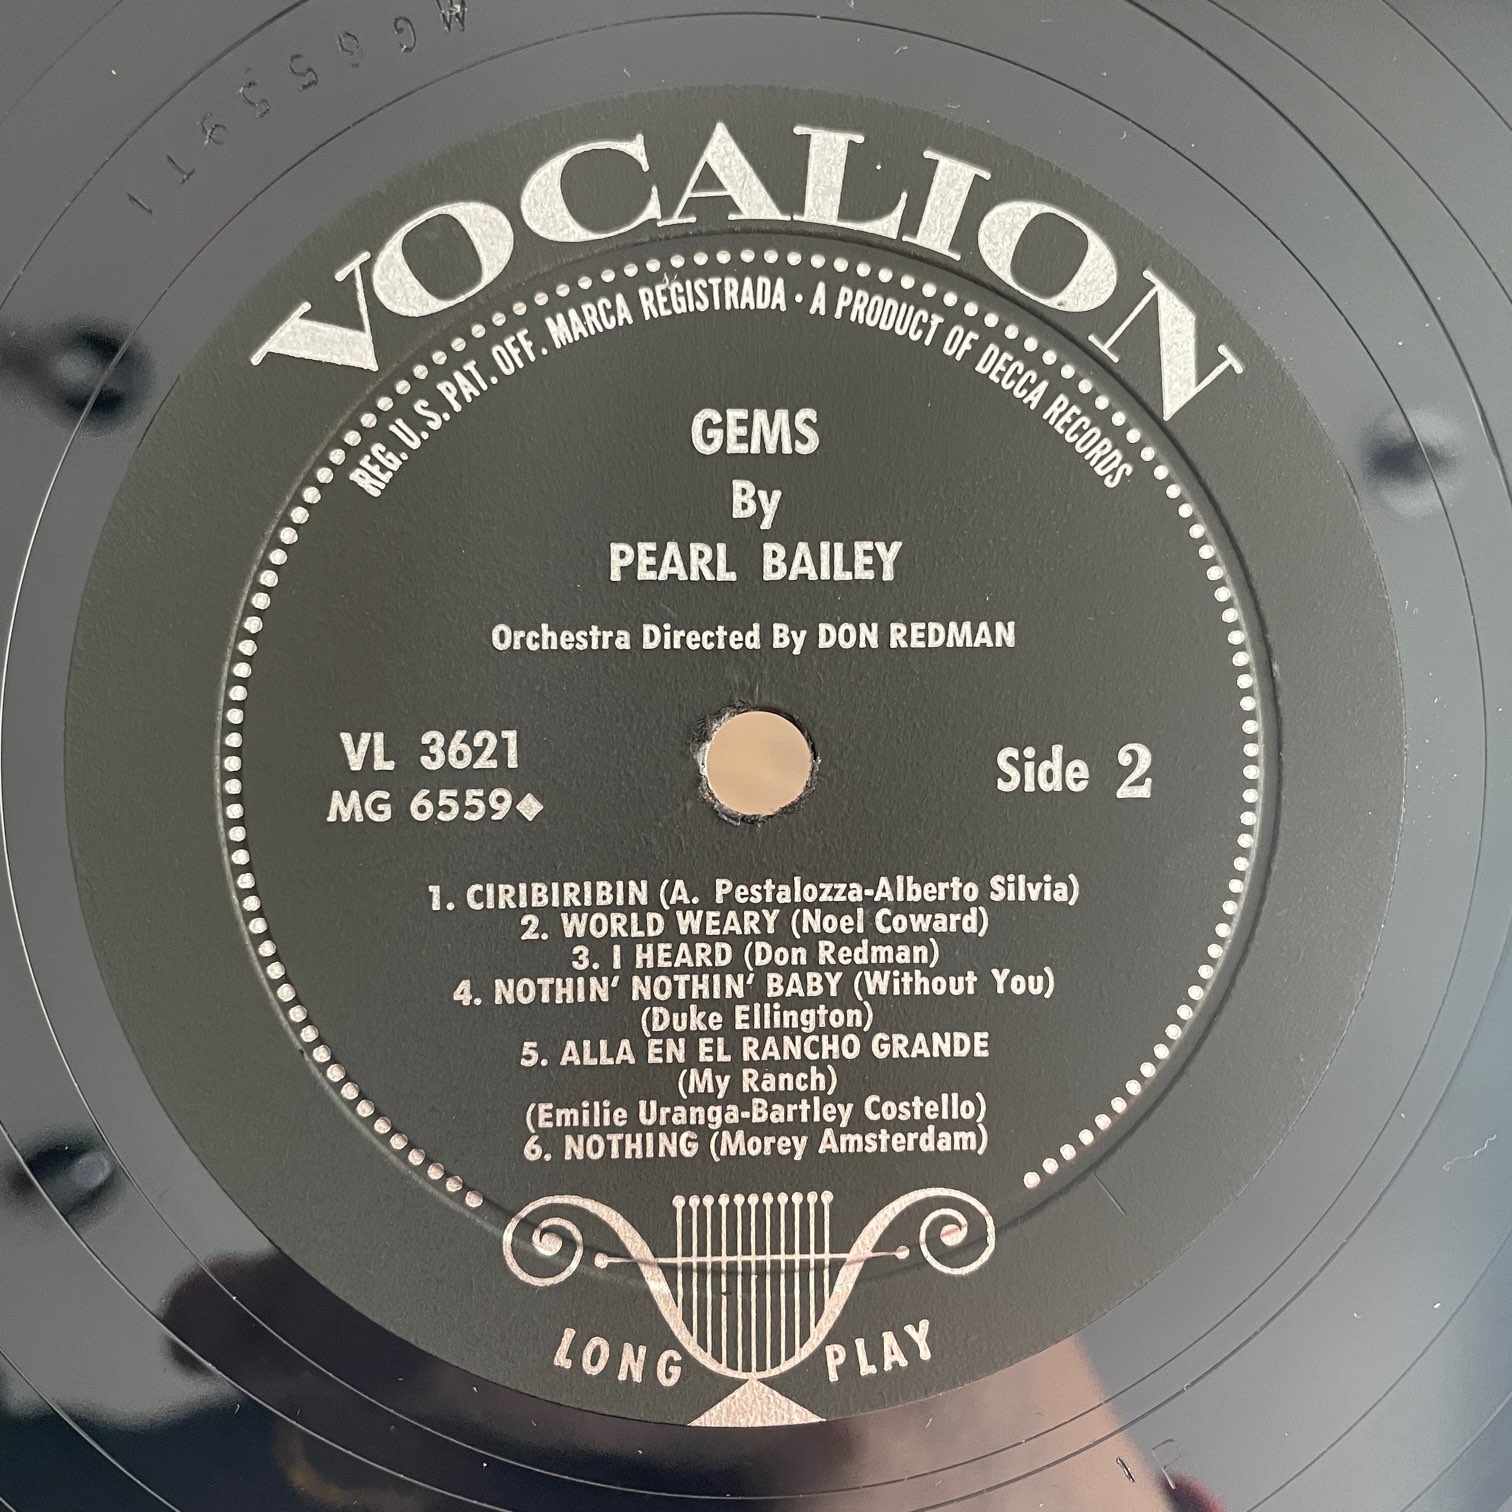 MG6559T1
VOCALION
REG. U.S. PAT. OFF. MARCA REGISTRADA · A PRODUCT OF DECCA RECORDS
GEMS
By
PEARL BAILEY
Orchestra Directed By DON REDMAN
VL 3621
MG 6559◆
Side 2
1. CIRIBIRIBIN (A. Pestalozza-Alberto Silvia)
2. WORLD WEARY (Noel Coward)
3. I HEARD (Don Redman)
4. NOTHIN' NOTHIN' BABY (Without You)
(Duke Ellington)
5. ALLA EN EL RANCHO GRANDE
(My Ranch)
(Emilie Uranga-Bartley Costello)
6. NOTHING (Morey Amsterdam)
LONG PLAY